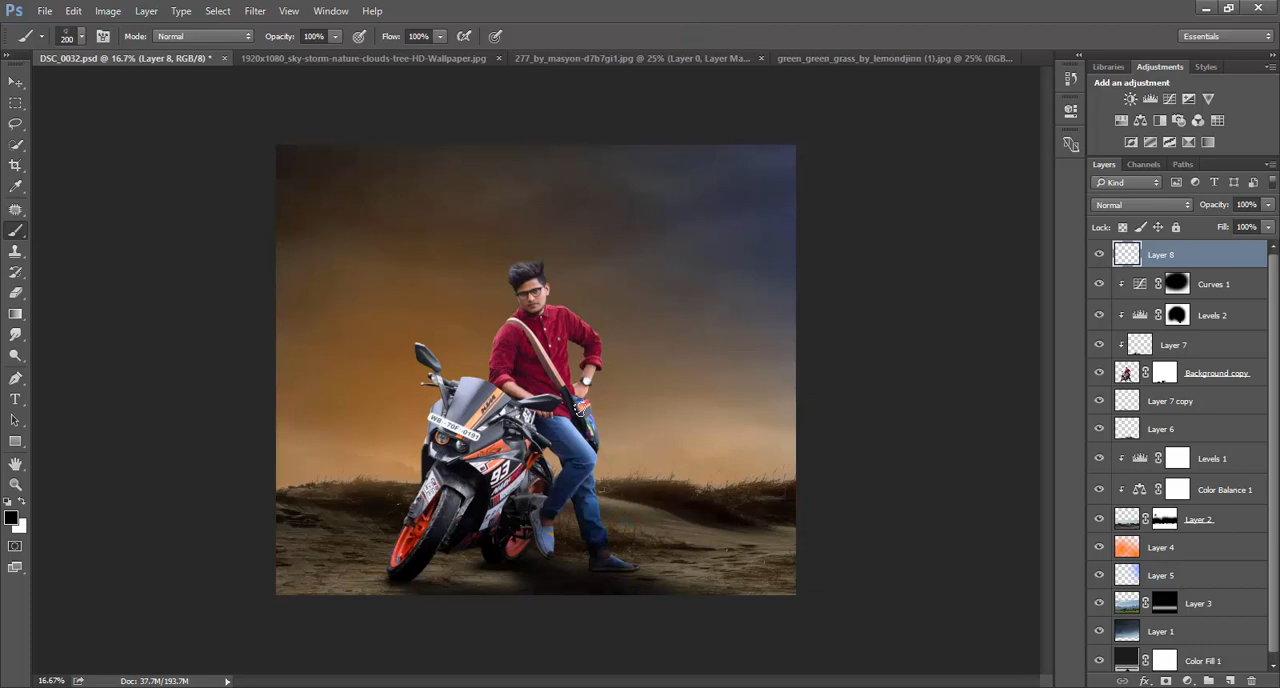 Ps File Edit Image Layer Type Select Filter View Window Help
200 Mode: Normal Opacity: 100% Flow: 100% Essentials
DSC_0032.psd @ 16.7% (Layer 8, RGB/8) * × 1920x1080_sky-storm-nature-clouds-tree-HD-Wallpaper.jpg × 277_by_masyon-d7b7gi1.jpg @ 25% (Layer 0, Layer Ma... × green_green_grass_by_lemondjinn (1).jpg @ 25% (RGB...
Libraries Adjustments Styles
Add an adjustment
Layers Channels Paths
Kind
Normal Opacity: 100%
Lock: Fill: 100%
Layer 8
Curves 1
Levels 2
Layer 7
Background copy
Layer 7 copy
Layer 6
Levels 1
Color Balance 1
Layer 2
Layer 4
Layer 5
Layer 3
Layer 1
Color Fill 1
93
16.67% Doc: 37.7M/193.7M